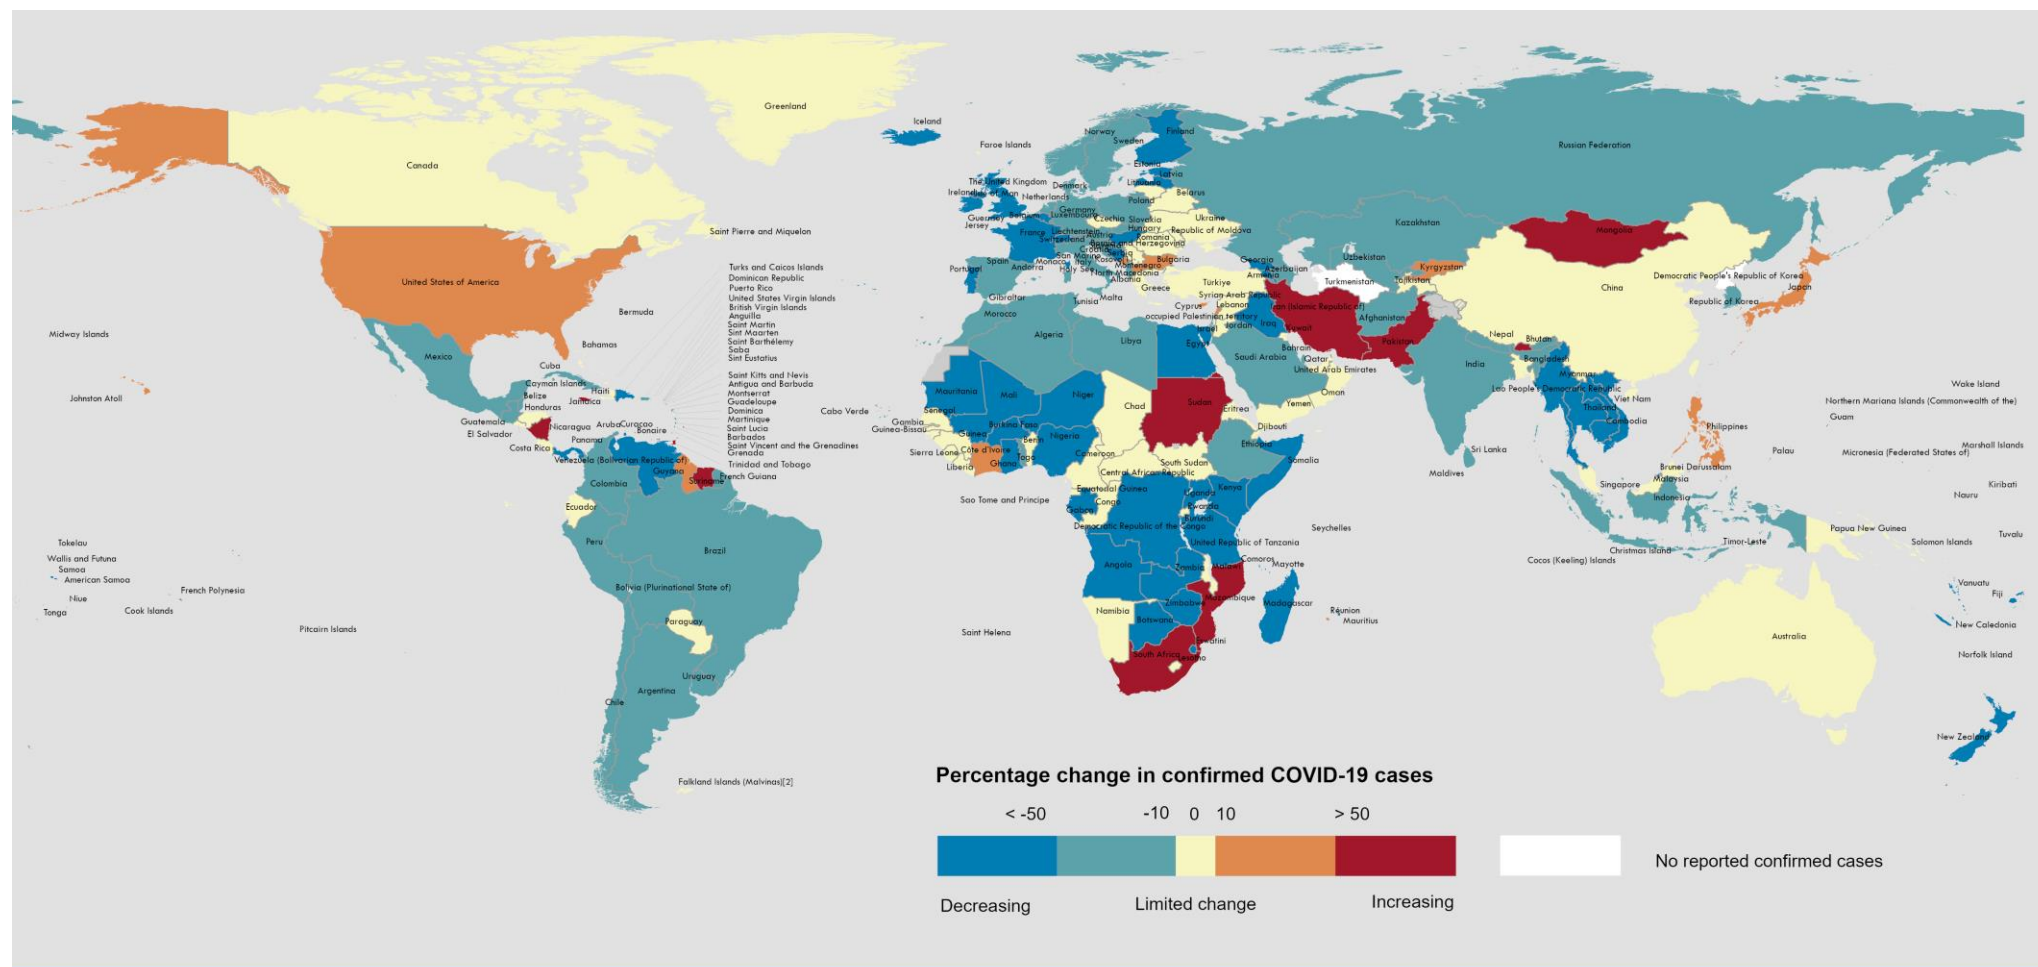 Greenland
Iceland
Faroe Islands
Norway
Sweden
Finland
Russian Federation
Canada
Estonia
Latvia
Lithuania
The United Kingdom
Ireland
Isle of Man
Denmark
Netherlands
Belarus
Poland
Germany
Guernsey
Jersey
Belgium
Luxembourg
Czechia
Slovakia
Ukraine
Kazakhstan
Mongolia
Saint Pierre and Miquelon
France
Liechtenstein
Austria
Hungary
Romania
Republic of Moldova
Switzerland
Bosnia and Herzegovina
Croatia
San Marino
Serbia
Uzbekistan
Kyrgyzstan
Democratic People's Republic of Korea
Portugal
Spain
Andorra
Monaco
Italy
Holy See
Kosovo
Montenegro
Bulgaria
North Macedonia
Albania
Georgia
Azerbaijan
Armenia
Turkmenistan
Tajikistan
China
Japan
Republic of Korea
United States of America
Greece
Türkiye
Gibraltar
Tunisia
Malta
Cyprus
Syrian Arab Republic
Lebanon
occupied Palestinian territory
Israel
Jordan
Iraq
Iran (Islamic Republic of)
Kuwait
Afghanistan
Pakistan
Nepal
Bhutan
Turks and Caicos Islands
Dominican Republic
Puerto Rico
United States Virgin Islands
British Virgin Islands
Anguilla
Saint Martin
Sint Maarten
Saint Barthélemy
Saba
Sint Eustatius
Bermuda
Midway Islands
Bahamas
Morocco
Algeria
Libya
Egypt
Saudi Arabia
Bahrain
Qatar
United Arab Emirates
India
Bangladesh
Myanmar
Lao People's Democratic Republic
Viet Nam
Thailand
Cambodia
Mexico
Cuba
Cayman Islands
Haiti
Jamaica
Belize
Honduras
Guatemala
El Salvador
Nicaragua
Aruba
Curacao
Bonaire
Costa Rica
Panama
Saint Kitts and Nevis
Antigua and Barbuda
Montserrat
Guadeloupe
Dominica
Martinique
Saint Lucia
Barbados
Saint Vincent and the Grenadines
Grenada
Trinidad and Tobago
Johnston Atoll
Wake Island
Northern Mariana Islands (Commonwealth of the)
Guam
Philippines
Marshall Islands
Palau
Micronesia (Federated States of)
Cabo Verde
Mauritania
Mali
Niger
Chad
Sudan
Eritrea
Yemen
Oman
Djibouti
Senegal
Gambia
Guinea-Bissau
Guinea
Burkina Faso
Benin
Nigeria
Sierra Leone
Liberia
Côte d'Ivoire
Ghana
Togo
Cameroon
Central African Republic
South Sudan
Ethiopia
Somalia
Sri Lanka
Maldives
Venezuela (Bolivarian Republic of)
Guyana
Suriname
French Guiana
Colombia
Ecuador
Peru
Brazil
Bolivia (Plurinational State of)
Paraguay
Uruguay
Argentina
Chile
Falkland Islands (Malvinas)[2]
Sao Tome and Principe
Equatorial Guinea
Gabon
Congo
Democratic Republic of the Congo
Uganda
Kenya
Rwanda
Burundi
United Republic of Tanzania
Seychelles
Comoros
Mayotte
Angola
Zambia
Malawi
Mozambique
Zimbabwe
Madagascar
Réunion
Mauritius
Namibia
Botswana
South Africa
Eswatini
Lesotho
Saint Helena
Brunei Darussalam
Malaysia
Singapore
Indonesia
Christmas Island
Cocos (Keeling) Islands
Timor-Leste
Papua New Guinea
Solomon Islands
Kiribati
Nauru
Tuvalu
Tokelau
Wallis and Futuna
Samoa
American Samoa
Niue
Tonga
Cook Islands
French Polynesia
Pitcairn Islands
Vanuatu
Fiji
New Caledonia
Norfolk Island
Australia
New Zealand
Percentage change in confirmed COVID-19 cases
< -50 -10 0 10 > 50
No reported confirmed cases
Decreasing Limited change Increasing